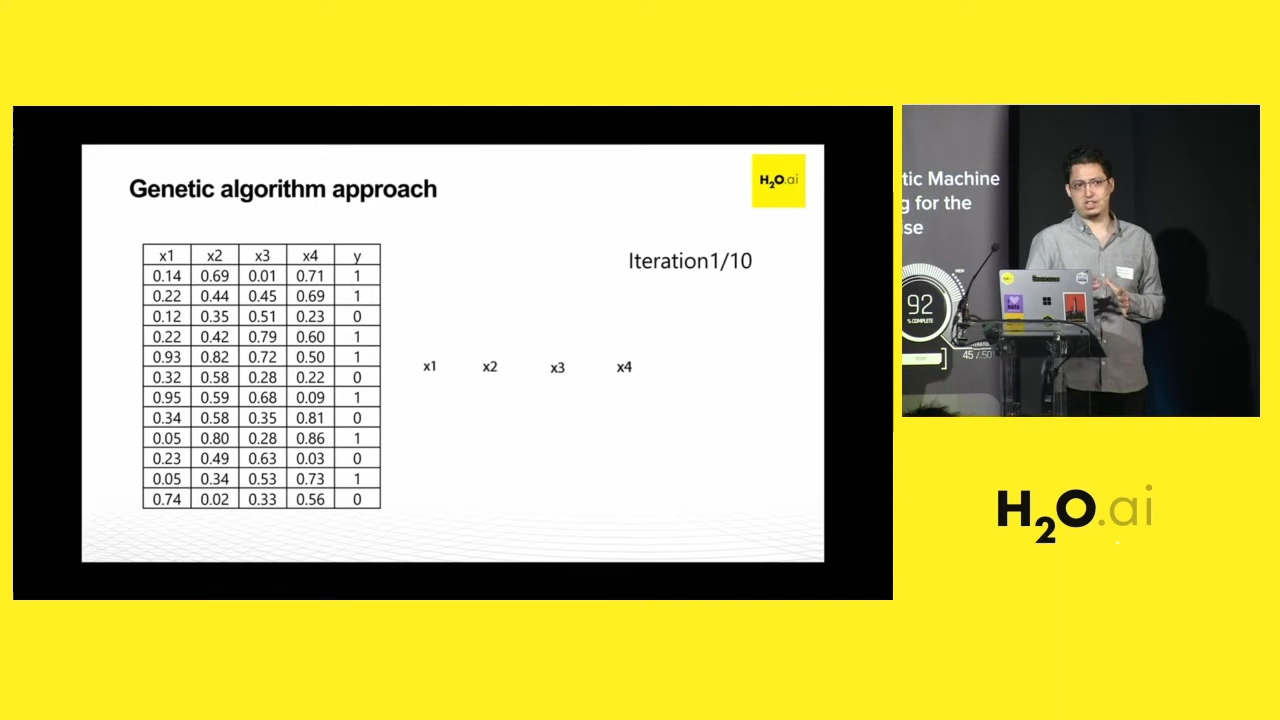 Genetic algorithm approach
H2O.ai
x1 x2 x3 x4 y
0.14 0.69 0.01 0.71 1
0.22 0.44 0.45 0.69 1
0.12 0.35 0.51 0.23 0
0.22 0.42 0.79 0.60 1
0.93 0.82 0.72 0.50 1
0.32 0.58 0.28 0.22 0
0.95 0.59 0.68 0.09 1
0.34 0.58 0.35 0.81 0
0.05 0.80 0.28 0.86 1
0.23 0.49 0.63 0.03 0
0.05 0.34 0.53 0.73 1
0.74 0.02 0.33 0.56 0
Iteration1/10
x1 x2 x3 x4
tic Machine
g for the
ise
92
% COMPLETE
45 / 50
DATA
H2O.ai